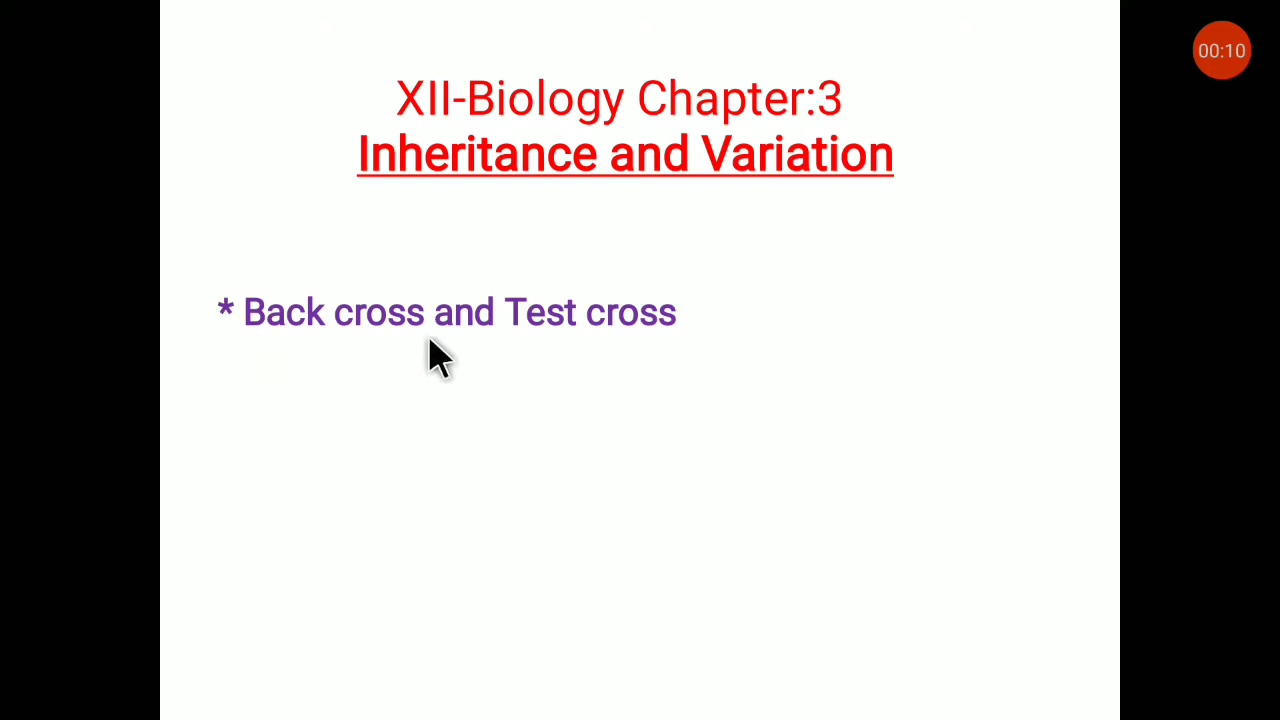 00:10
XII-Biology Chapter:3
Inheritance and Variation
* Back cross and Test cross